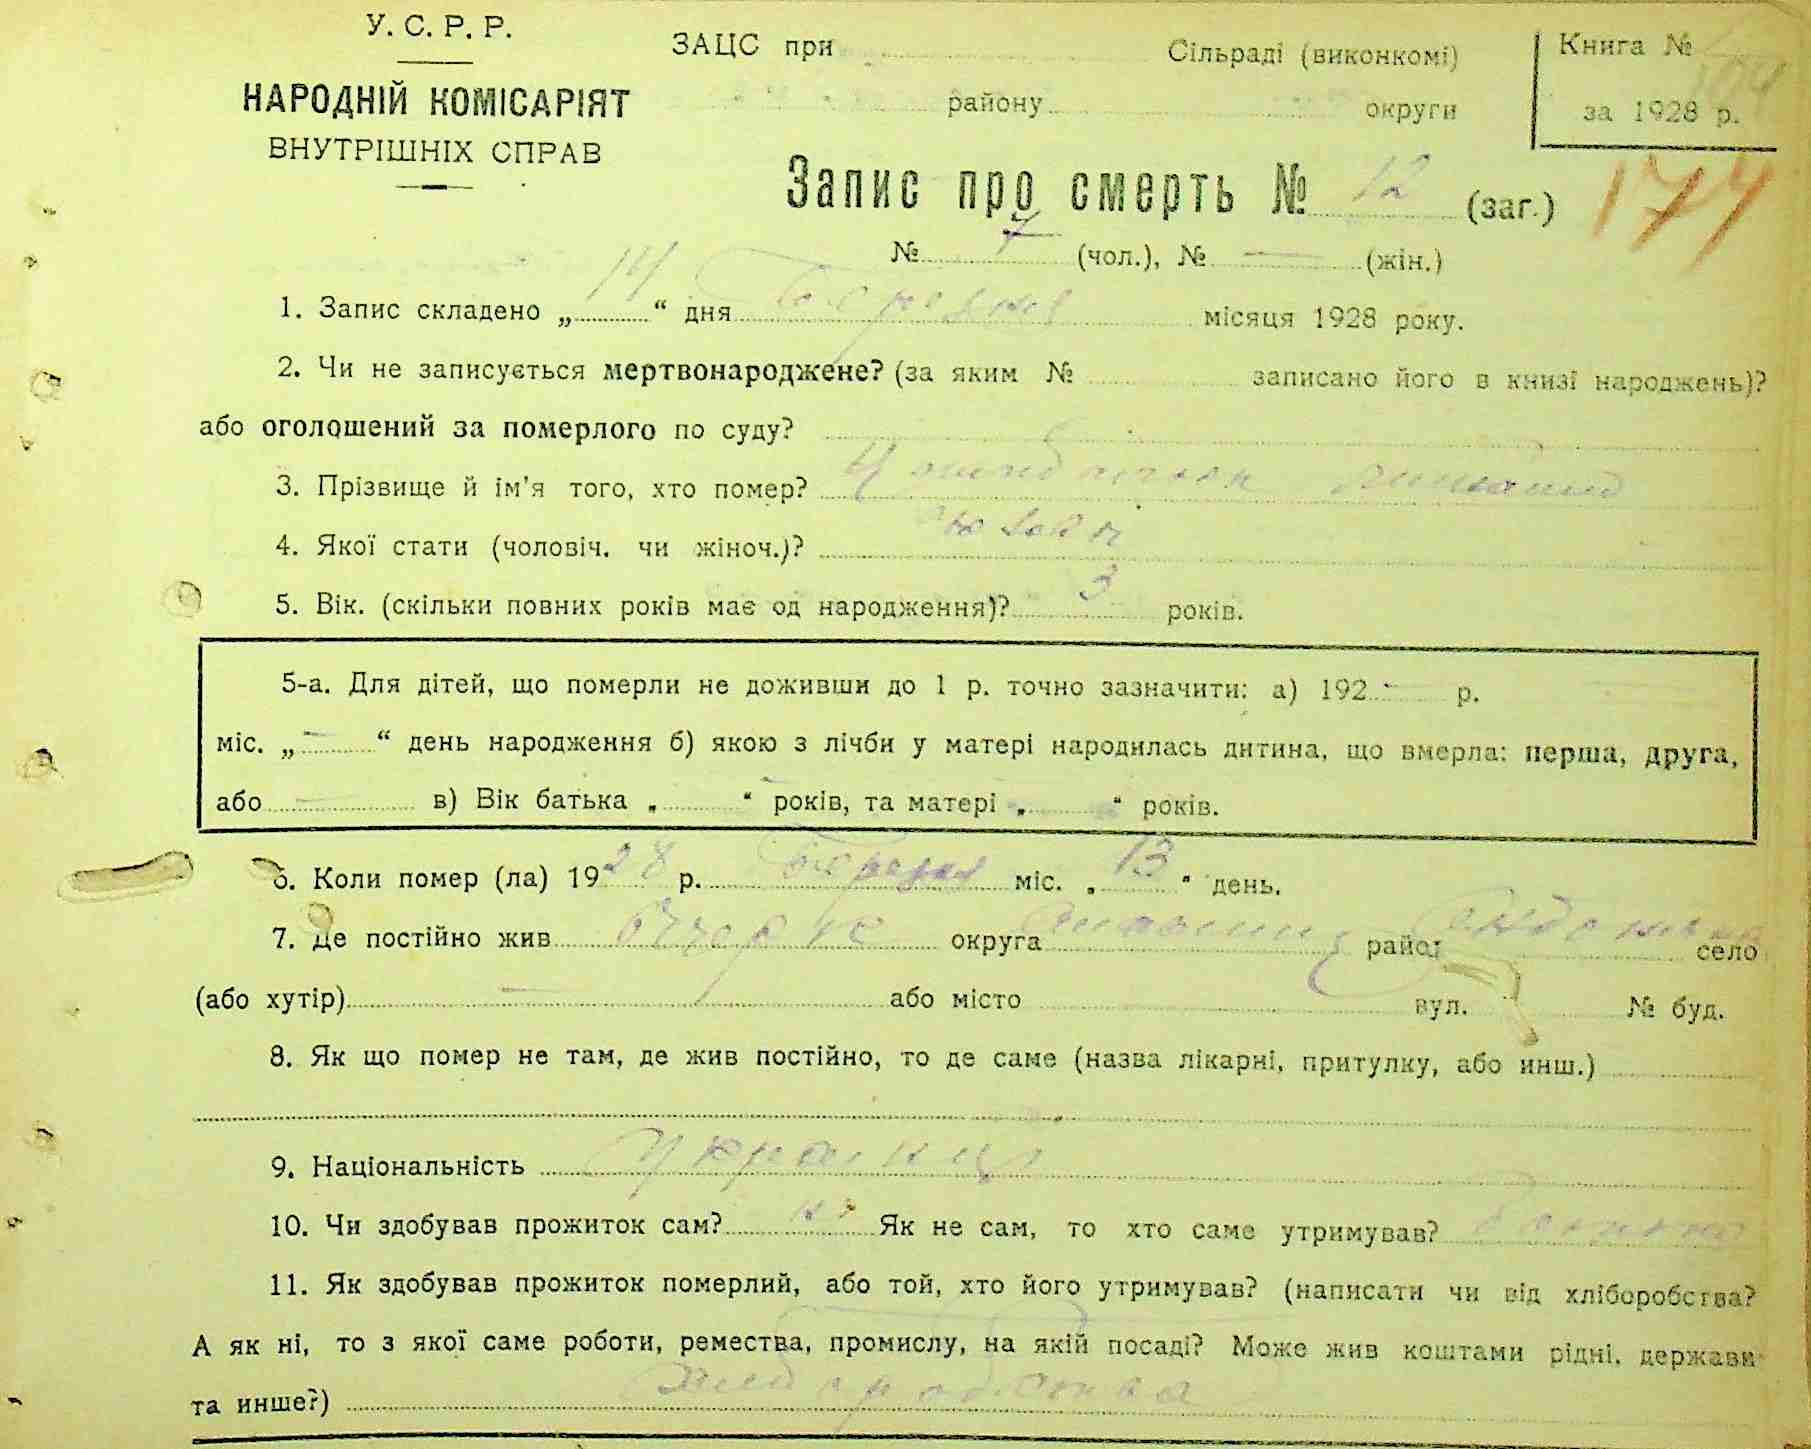 У. С. Р. Р.
НАРОДНІЙ КОМІСАРІЯТ
ВНУТРІШНІХ СПРАВ
ЗАЦС при Сільраді (виконкомі)
району округи
Книга №
за 1928 р.
Запис про смерть № 12 (заг.)
174
№ 7 (чол.), № — (жін.)
1. Запис складено „14“ дня березня місяця 1928 року.
2. Чи не записується мертвонароджене? (за яким № записано його в книзі народжень)?
або оголошений за померлого по суду?
3. Прізвище й ім'я того, хто помер?
4. Якої стати (чоловіч. чи жіноч.)?
5. Вік. (скільки повних років має од народження)? 3 років.
5-а. Для дітей, що померли не доживши до 1 р. точно зазначити: а) 192 - р.
міс. „—“ день народження б) якою з лічби у матері народилась дитина, що вмерла: перша, друга,
або — в) Вік батька „ “ років, та матері „ “ років.
6. Коли помер (ла) 1928 р. березня міс. „13“ день.
7. Де постійно жив округа район село
(або хутір) — або місто вул. № буд.
8. Як що помер не там, де жив постійно, то де саме (назва лікарні, притулку, або инш.)
9. Національність
10. Чи здобував прожиток сам? ні Як не сам, то хто саме утримував? батько
11. Як здобував прожиток померлий, або той, хто його утримував? (написати чи від хліборобства?
А як ні, то з якої саме роботи, ремества, промислу, на якій посаді? Може жив коштами рідні, держави
та инше?) хліборобства